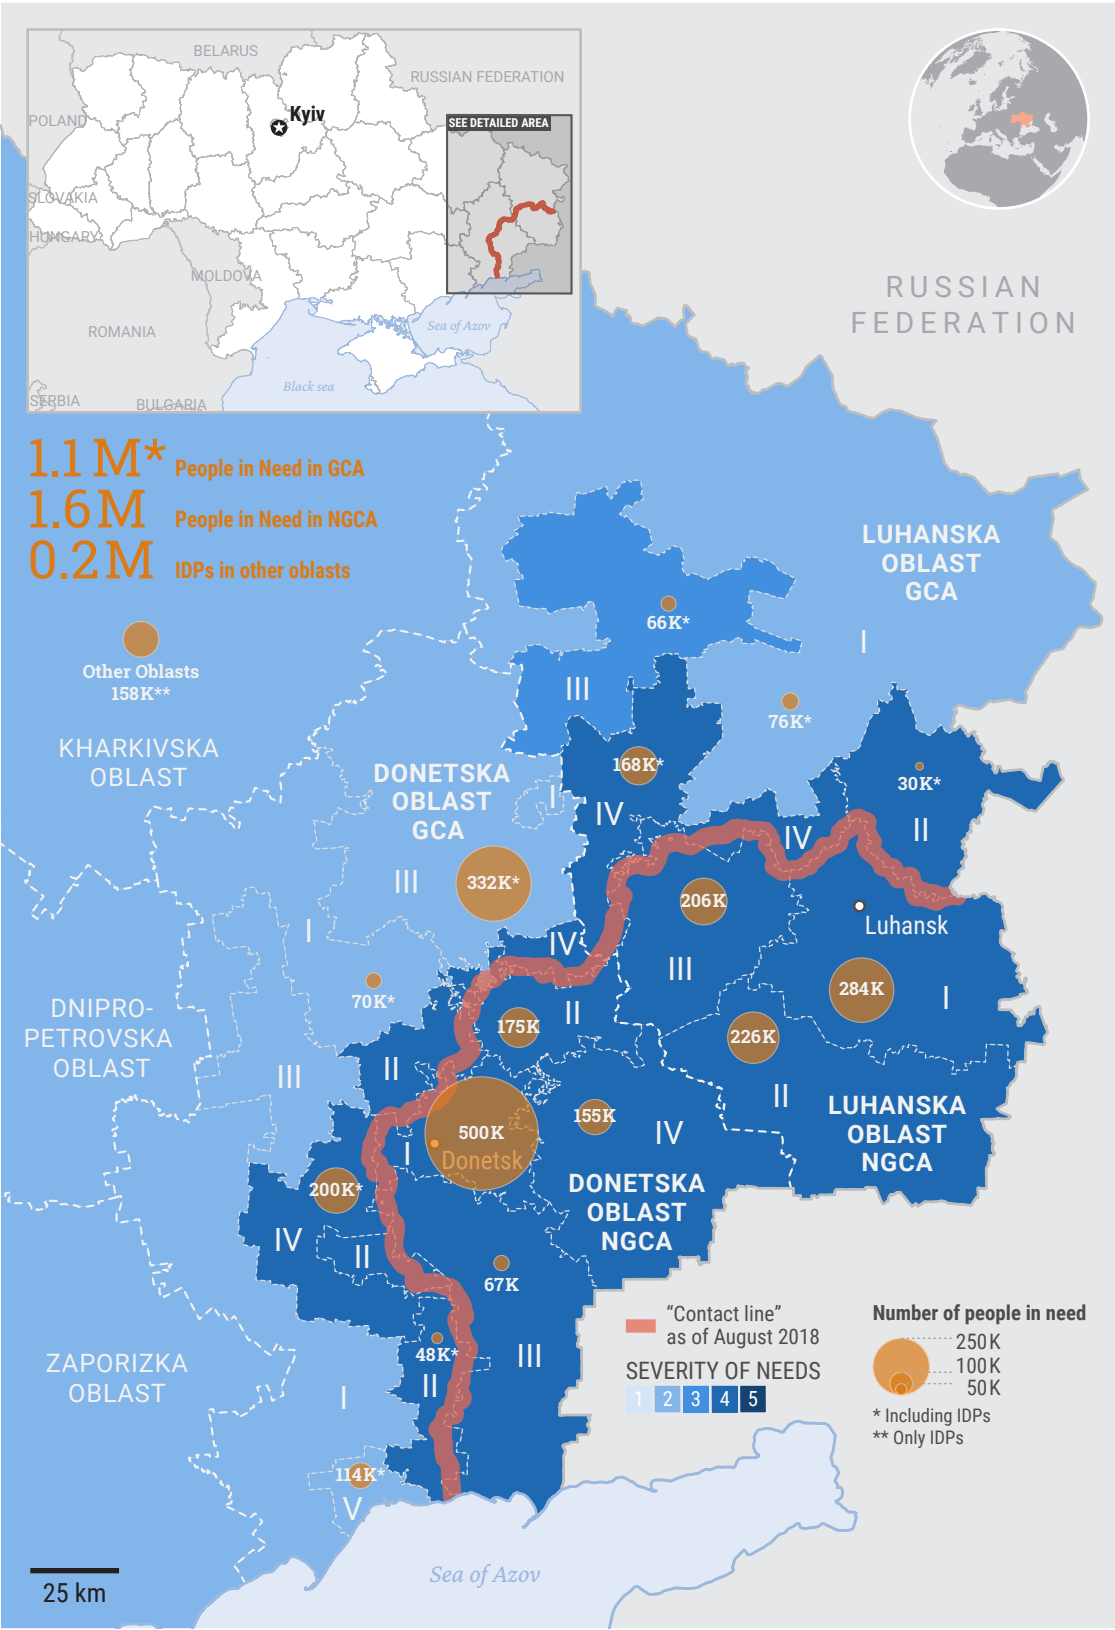 BELARUS
RUSSIAN FEDERATION
POLAND
Kyiv
SEE DETAILED AREA
SLOVAKIA
HUNGARY
MOLDOVA
ROMANIA
Sea of Azov
Black sea
SERBIA
BULGARIA
RUSSIAN
FEDERATION
1.1 M* People in Need in GCA
1.6 M People in Need in NGCA
0.2 M IDPs in other oblasts
Other Oblasts
158K**
KHARKIVSKA
OBLAST
LUHANSKA
OBLAST
GCA
I
66K*
III
76K*
168K*
IV
30K*
II
IV
DONETSKA
OBLAST
GCA
I
III
332K*
I
70K*
III
IV
206K
III
Luhansk
284K
I
226K
II
LUHANSKA
OBLAST
NGCA
DNIPRO-
PETROVSKA
OBLAST
175K
II
II
500K
Donetsk
I
155K
IV
DONETSKA
OBLAST
NGCA
200K*
IV
II
67K
48K*
II
III
ZAPORIZKA
OBLAST
I
114K*
V
"Contact line"
as of August 2018
SEVERITY OF NEEDS
1 2 3 4 5
Number of people in need
250K
100K
50K
* Including IDPs
** Only IDPs
Sea of Azov
25 km